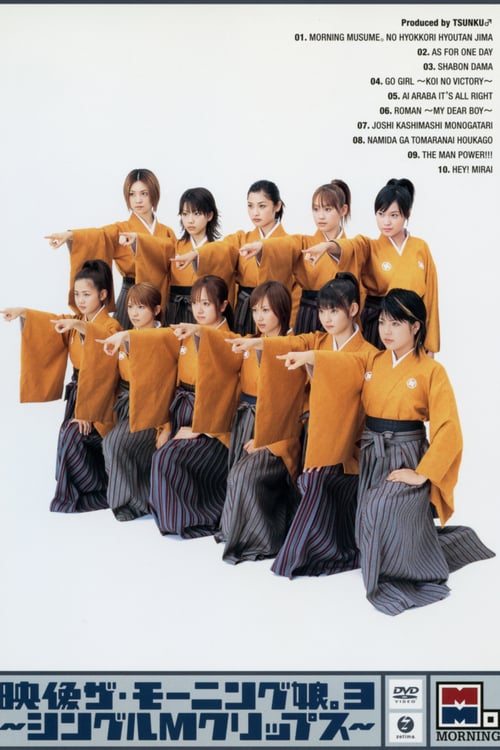 Produced by TSUNKU♂
01. MORNING MUSUME。NO HYOKKORI HYOUTAN JIMA
02. AS FOR ONE DAY
03. SHABON DAMA
04. GO GIRL ～KOI NO VICTORY～
05. AI ARABA IT'S ALL RIGHT
06. ROMAN ～MY DEAR BOY～
07. JOSHI KASHIMASHI MONOGATARI
08. NAMIDA GA TOMARANAI HOUKAGO
09. THE MAN POWER!!!
10. HEY! MIRAI
映像ザ・モーニング娘。3
～シングルMクリップス～
DVD
VIDEO
zetima
M。
MORNING